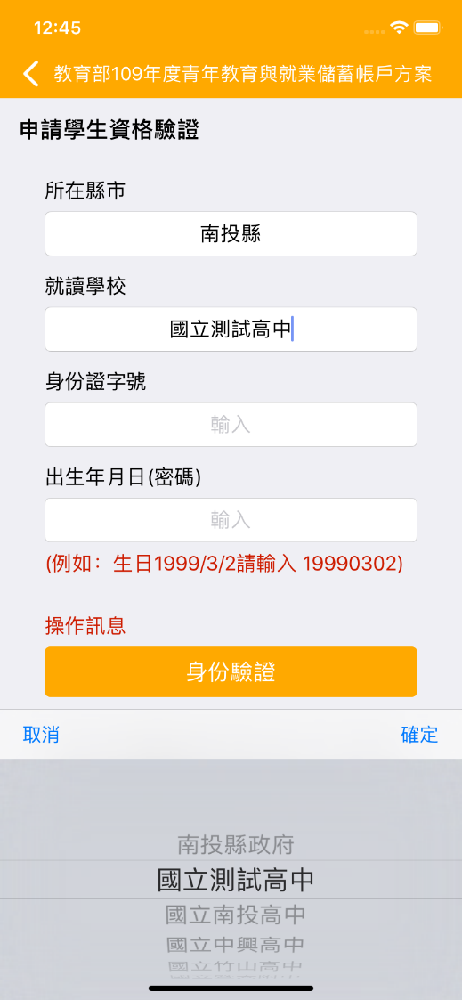 12:45
教育部109年度青年教育與就業儲蓄帳戶方案
申請學生資格驗證
所在縣市
南投縣
就讀學校
國立測試高中
身份證字號
輸入
出生年月日(密碼)
輸入
(例如：生日1999/3/2請輸入 19990302)
操作訊息
身份驗證
取消
確定
南投縣政府
國立測試高中
國立南投高中
國立中興高中
國立竹山高中